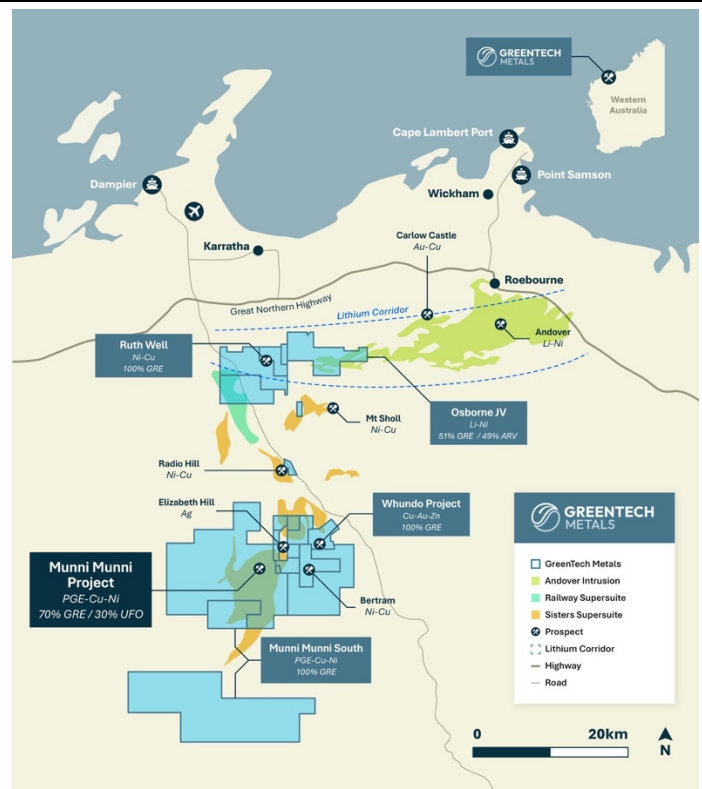 GREENTECH
METALS
Western
Australia
Cape Lambert Port
Dampier
Point Samson
Wickham
Carlow Castle
Au-Cu
Karratha
Roebourne
Great Northern Highway
Lithium Corridor
Ruth Well
Ni-Cu
100% GRE
Andover
Li-Ni
Mt Sholl
Ni-Cu
Osborne JV
Li-Ni
51% GRE / 49% ARV
Radio Hill
Ni-Cu
Elizabeth Hill
Ag
Whundo Project
Cu-Au-Zn
100% GRE
Munni Munni
Project
PGE-Cu-Ni
70% GRE / 30% UFO
Bertram
Ni-Cu
Munni Munni South
PGE-Cu-Ni
100% GRE
GREENTECH
METALS
GreenTech Metals
Andover Intrusion
Railway Supersuite
Sisters Supersuite
Prospect
Lithium Corridor
Highway
Road
0 20km
N